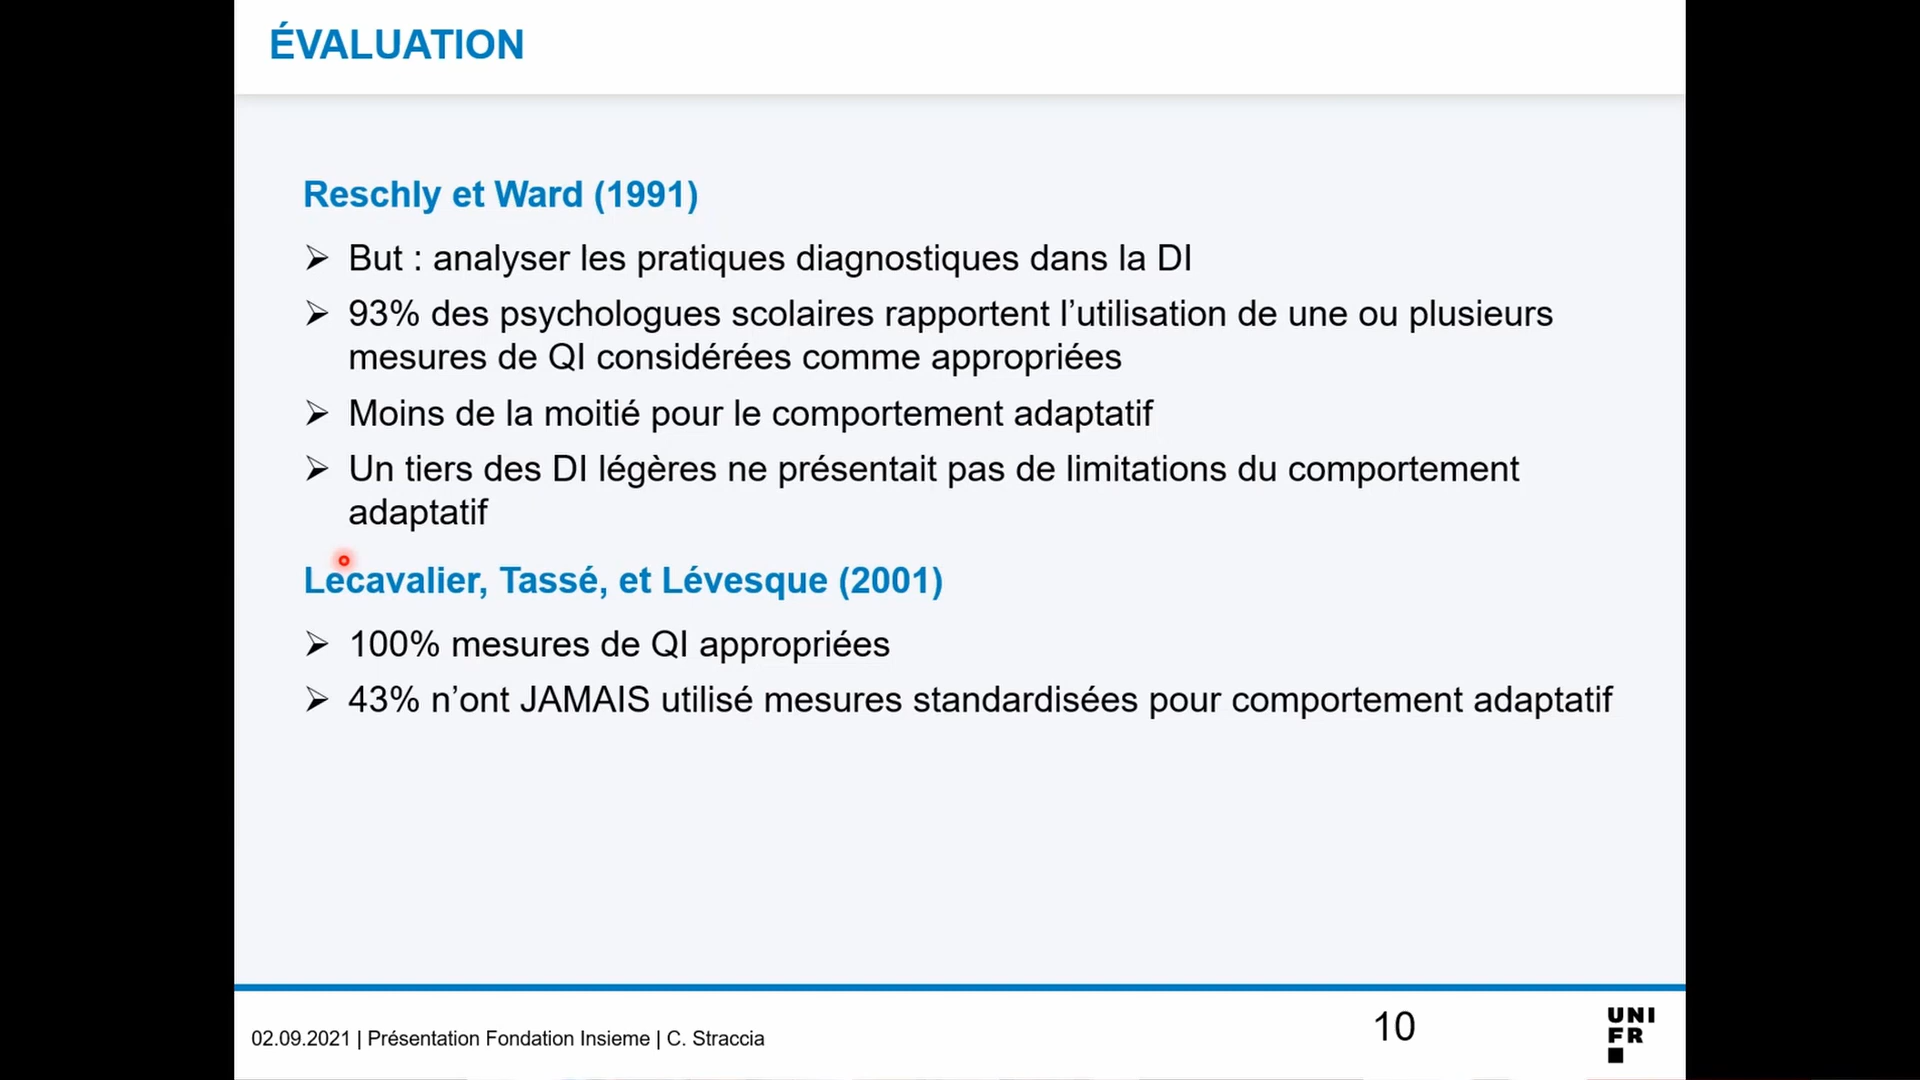 ÉVALUATION
Reschly et Ward (1991)
➢ But : analyser les pratiques diagnostiques dans la DI
➢ 93% des psychologues scolaires rapportent l’utilisation de une ou plusieurs
mesures de QI considérées comme appropriées
➢ Moins de la moitié pour le comportement adaptatif
➢ Un tiers des DI légères ne présentait pas de limitations du comportement
adaptatif
Lecavalier, Tassé, et Lévesque (2001)
➢ 100% mesures de QI appropriées
➢ 43% n’ont JAMAIS utilisé mesures standardisées pour comportement adaptatif
02.09.2021 | Présentation Fondation Insieme | C. Straccia
10
UNI
FR